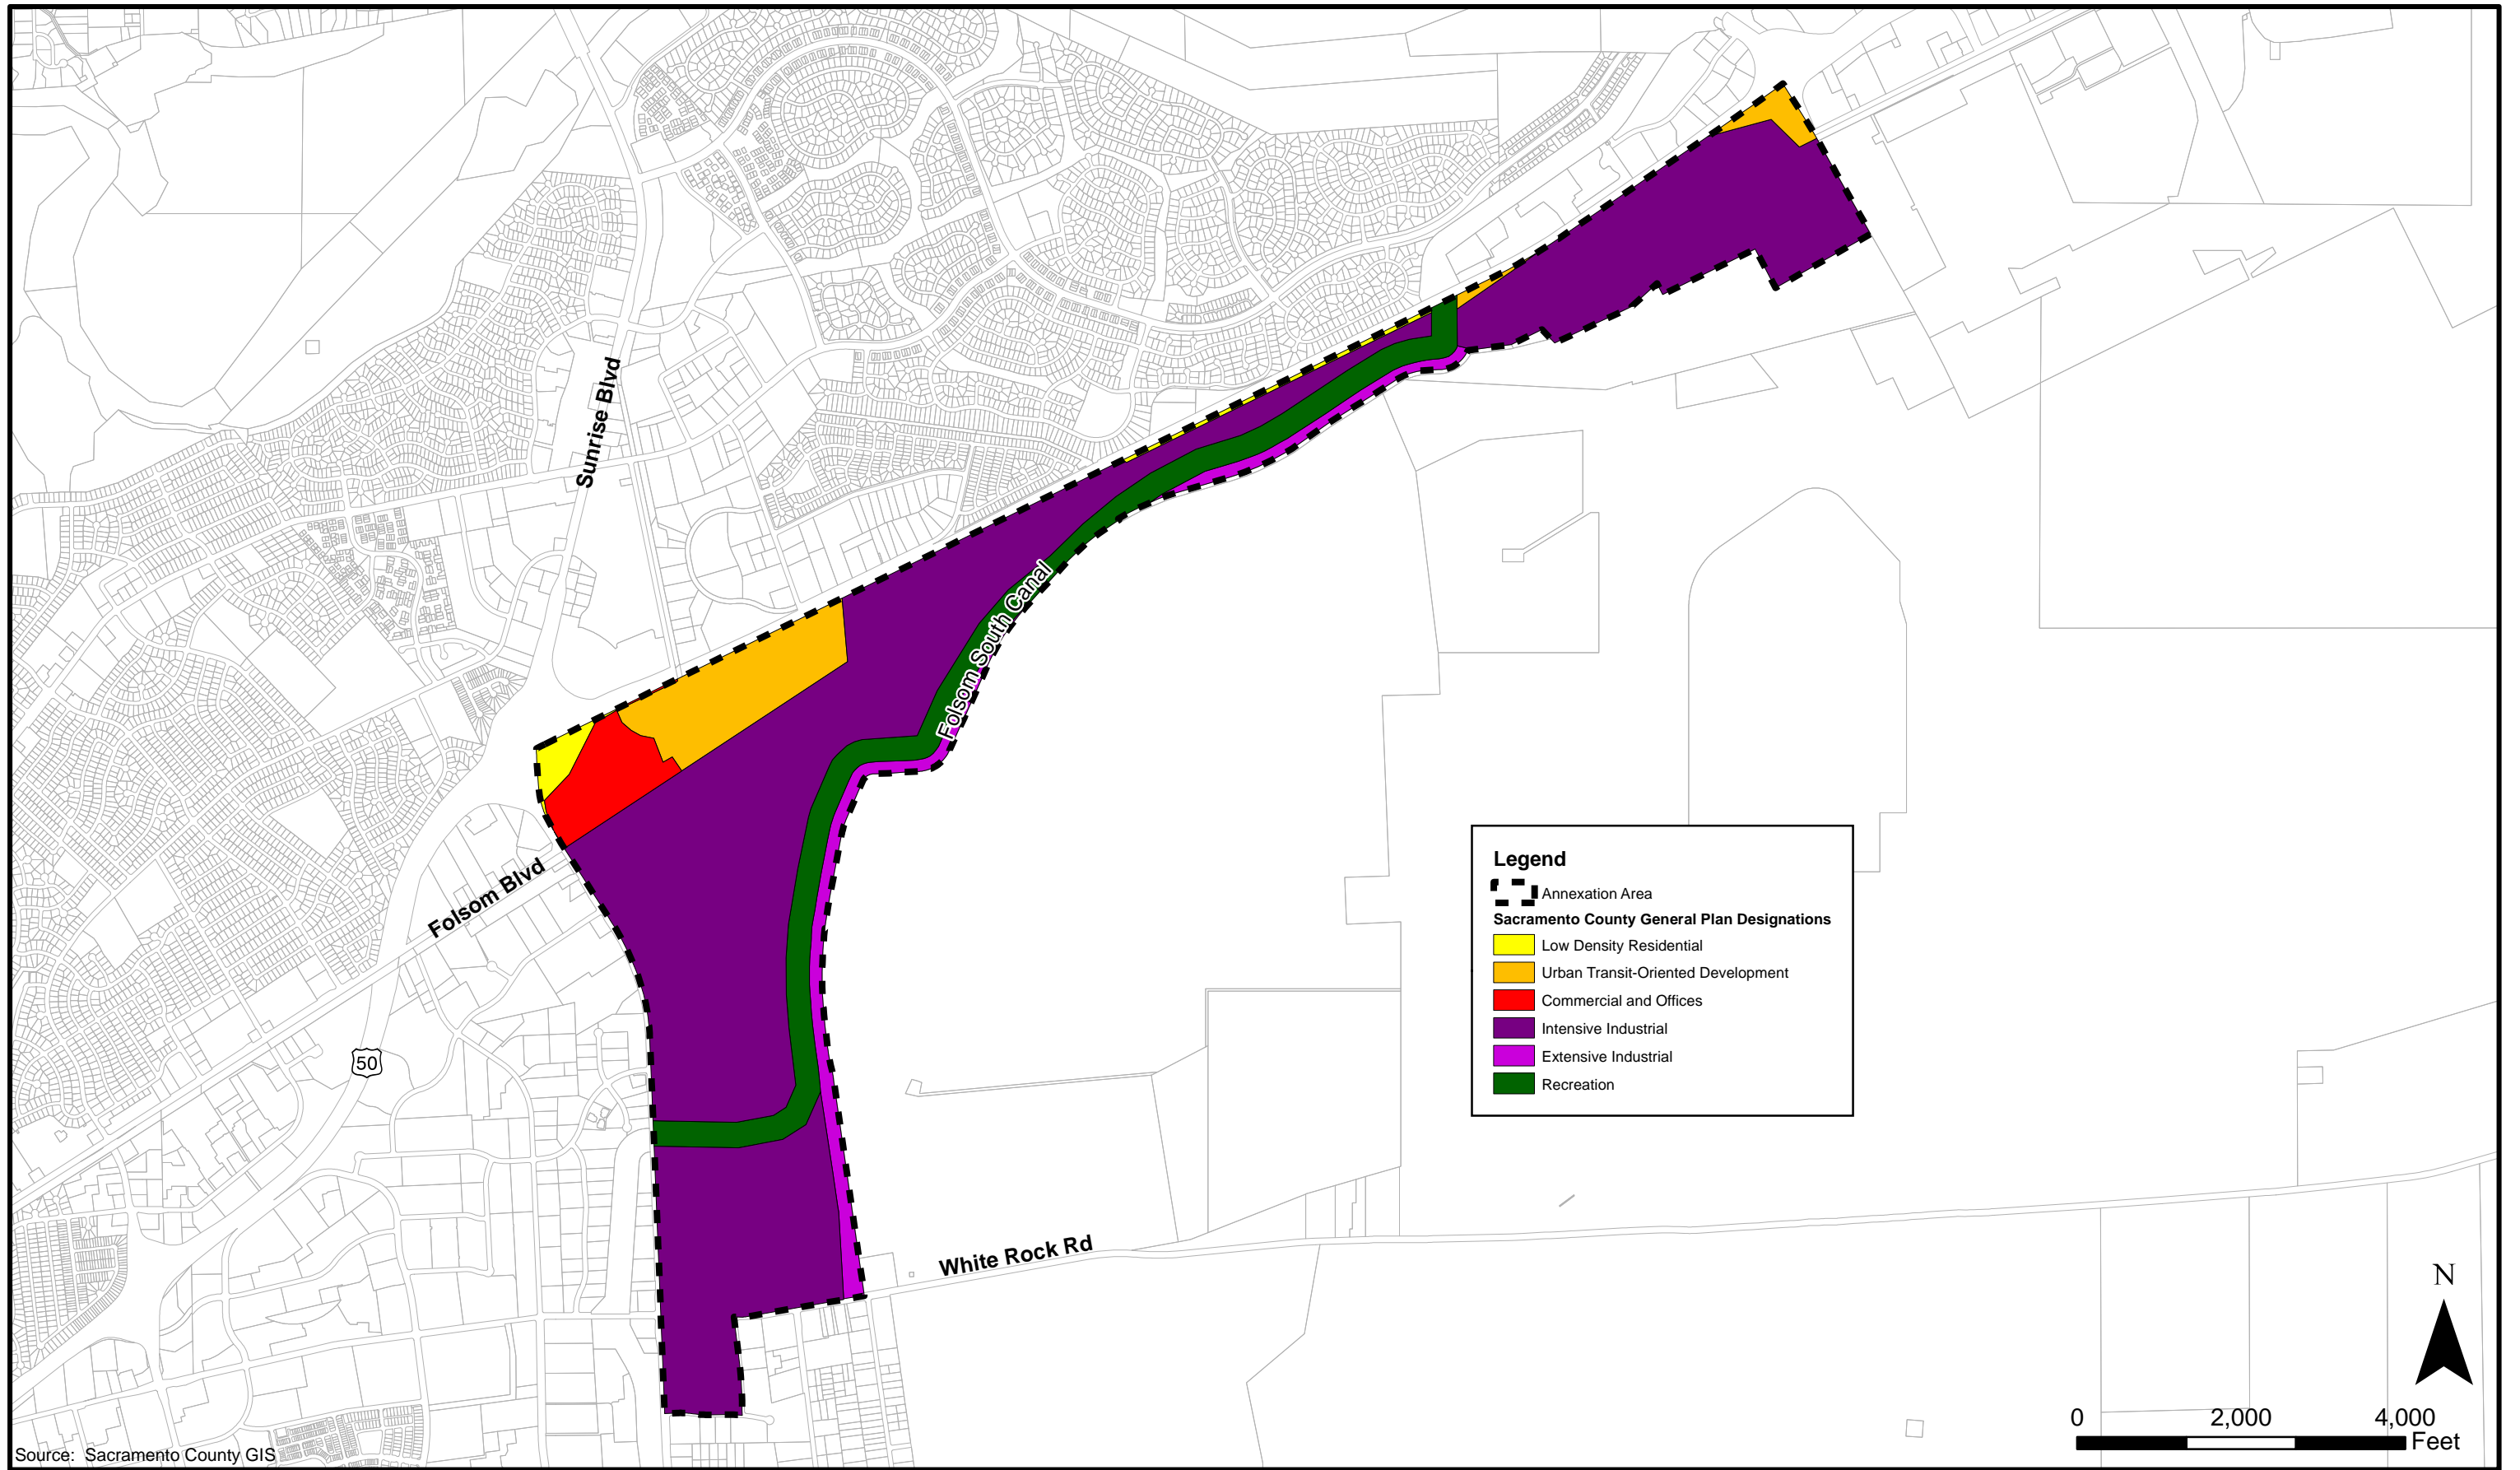 Sunrise Blvd
Folsom South Canal
Folsom Blvd
50
White Rock Rd
Legend
Annexation Area
Sacramento County General Plan Designations
Low Density Residential
Urban Transit-Oriented Development
Commercial and Offices
Intensive Industrial
Extensive Industrial
Recreation
N
0 2,000 4,000
Feet
Source: Sacramento County GIS